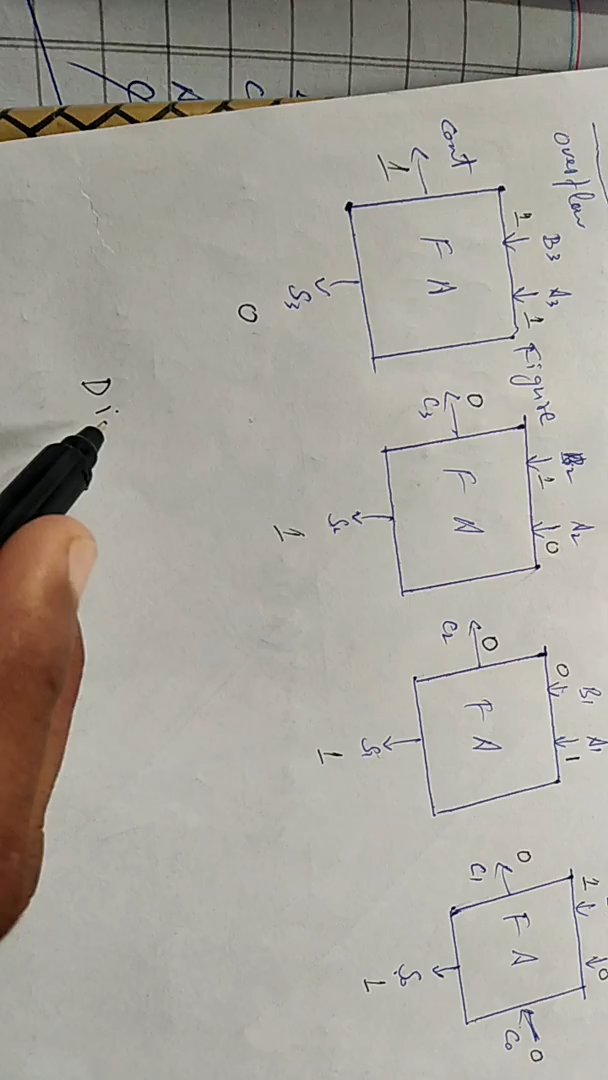 overflow B3 A3 Figure B2 A2 B1 A1
1 1 1 0 0 1 1 0
Cout FA 0 FA 0 FA 0 FA 0
1 C3 C2 C1 C0
S3 S2 S1 S0
0 1 1 1
Di